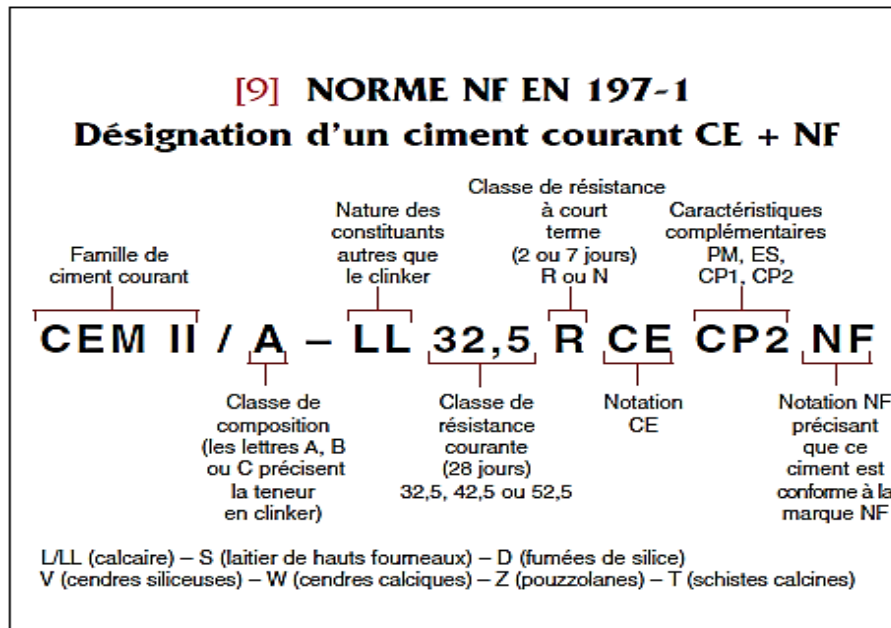 [9] NORME NF EN 197-1
Désignation d'un ciment courant CE + NF
Famille de
ciment courant
Nature des
constituants
autres que
le clinker
Classe de résistance
à court
terme
(2 ou 7 jours)
R ou N
Caractéristiques
complémentaires
PM, ES,
CP1, CP2
CEM II / A – LL 32,5 R CE CP2 NF
Classe de
composition
(les lettres A, B
ou C précisent
la teneur
en clinker)
Classe de
résistance
courante
(28 jours)
32,5, 42,5 ou 52,5
Notation
CE
Notation NF
précisant
que ce
ciment est
conforme à la
marque NF
L/LL (calcaire) – S (laitier de hauts fourneaux) – D (fumées de silice)
V (cendres siliceuses) – W (cendres calciques) – Z (pouzzolanes) – T (schistes calcines)